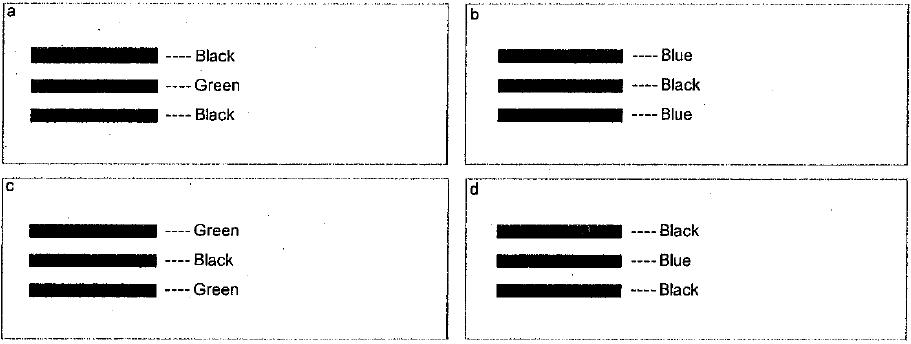 a
---- Black
---- Green
---- Black
b
---- Blue
---- Black
---- Blue
c
---- Green
---- Black
---- Green
d
---- Black
---- Blue
---- Black